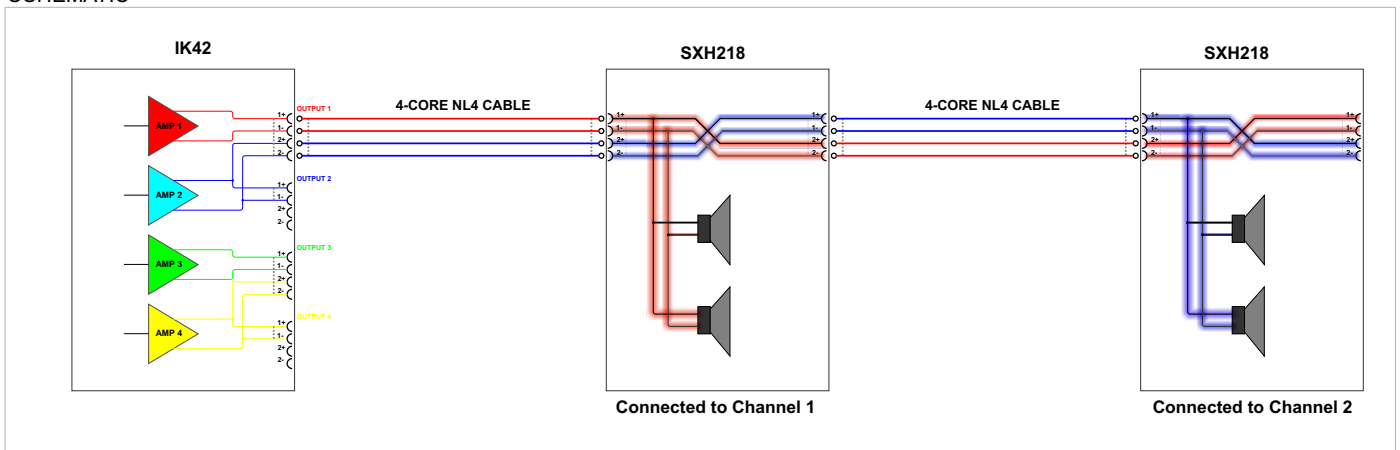 IK42
SXH218
SXH218
4-CORE NL4 CABLE
4-CORE NL4 CABLE
OUTPUT 1
1+
1-
2+
2-
AMP 1
OUTPUT 2
1+
1-
2+
2-
AMP 2
OUTPUT 3
1+
1-
2+
2-
AMP 3
OUTPUT 4
1+
1-
2+
2-
AMP 4
1+
1-
2+
2-
1+
1-
2+
2-
1+
1-
2+
2-
1+
1-
2+
2-
Connected to Channel 1
Connected to Channel 2